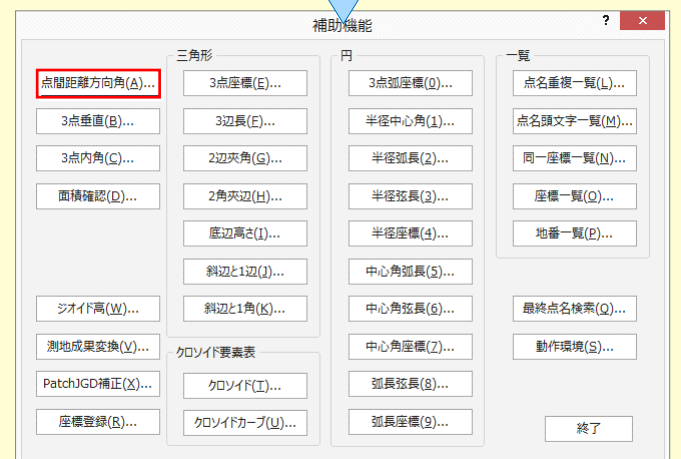 補助機能
?
×
点間距離方向角(A)...
3点垂直(B)...
3点内角(C)...
面積確認(D)...
ジオイド高(W)...
測地成果変換(V)...
PatchJGD補正(X)...
座標登録(R)...
三角形
3点座標(E)...
3辺長(F)...
2辺夾角(G)...
2角夾辺(H)...
底辺高さ(I)...
斜辺と1辺(J)...
斜辺と1角(K)...
クロソイド要素表
クロソイド(T)...
クロソイドカーブ(U)...
円
3点弧座標(0)...
半径中心角(1)...
半径弧長(2)...
半径弦長(3)...
半径座標(4)...
中心角弧長(5)...
中心角弦長(6)...
中心角座標(7)...
弧長弦長(8)...
弧長座標(9)...
一覧
点名重複一覧(L)...
点名頭文字一覧(M)...
同一座標一覧(N)...
座標一覧(O)...
地番一覧(P)...
最終点名検索(Q)...
動作環境(S)...
終了